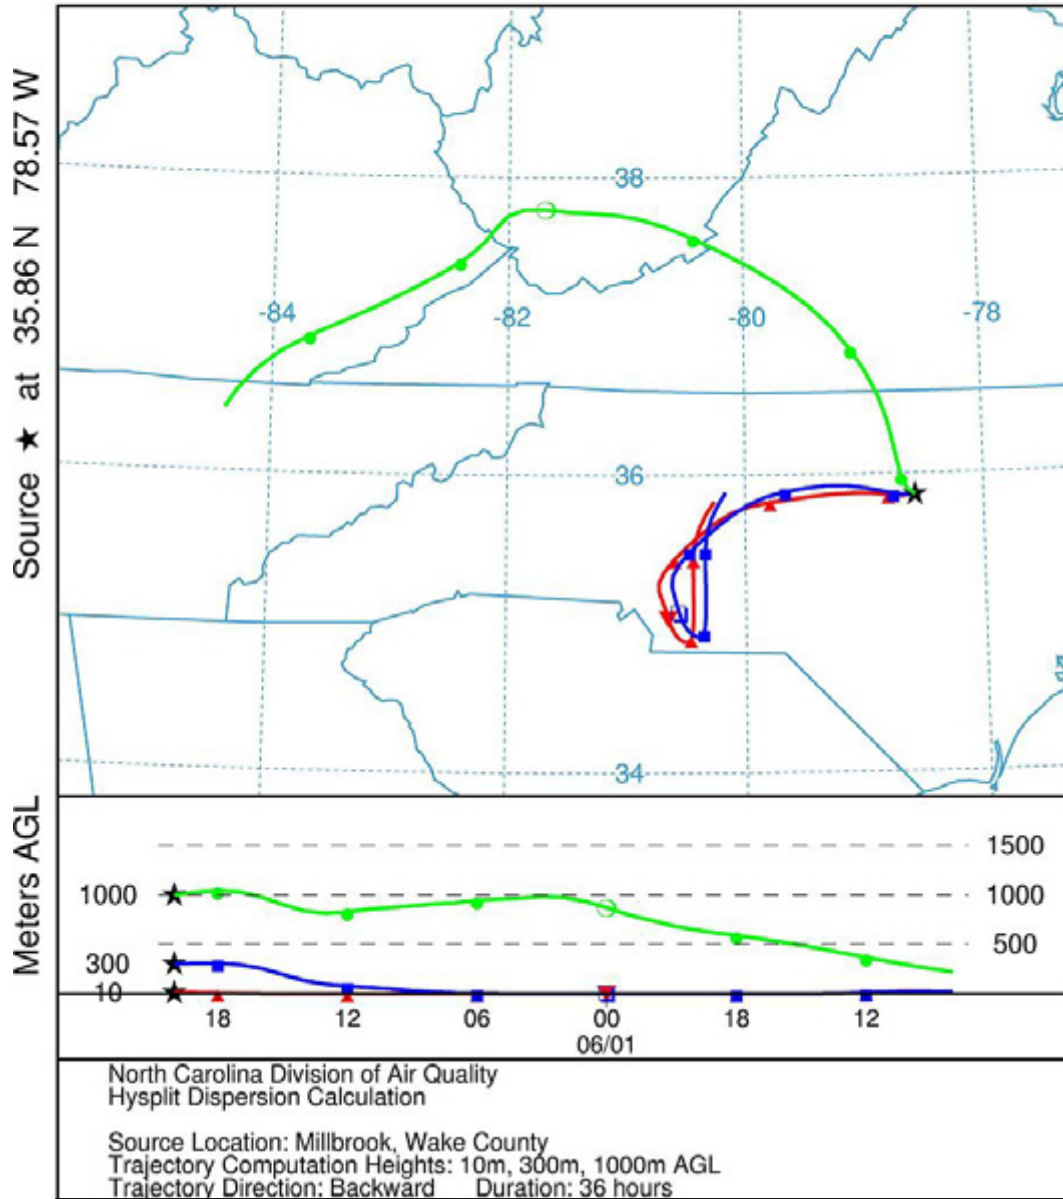 Source ★ at 35.86 N 78.57 W
38
-84
-82
-80
-78
36
34
Meters AGL
1500
1000
1000
500
300
10
18
12
06
00
18
12
06/01
North Carolina Division of Air Quality
Hysplit Dispersion Calculation
Source Location: Millbrook, Wake County
Trajectory Computation Heights: 10m, 300m, 1000m AGL
Trajectory Direction: Backward Duration: 36 hours